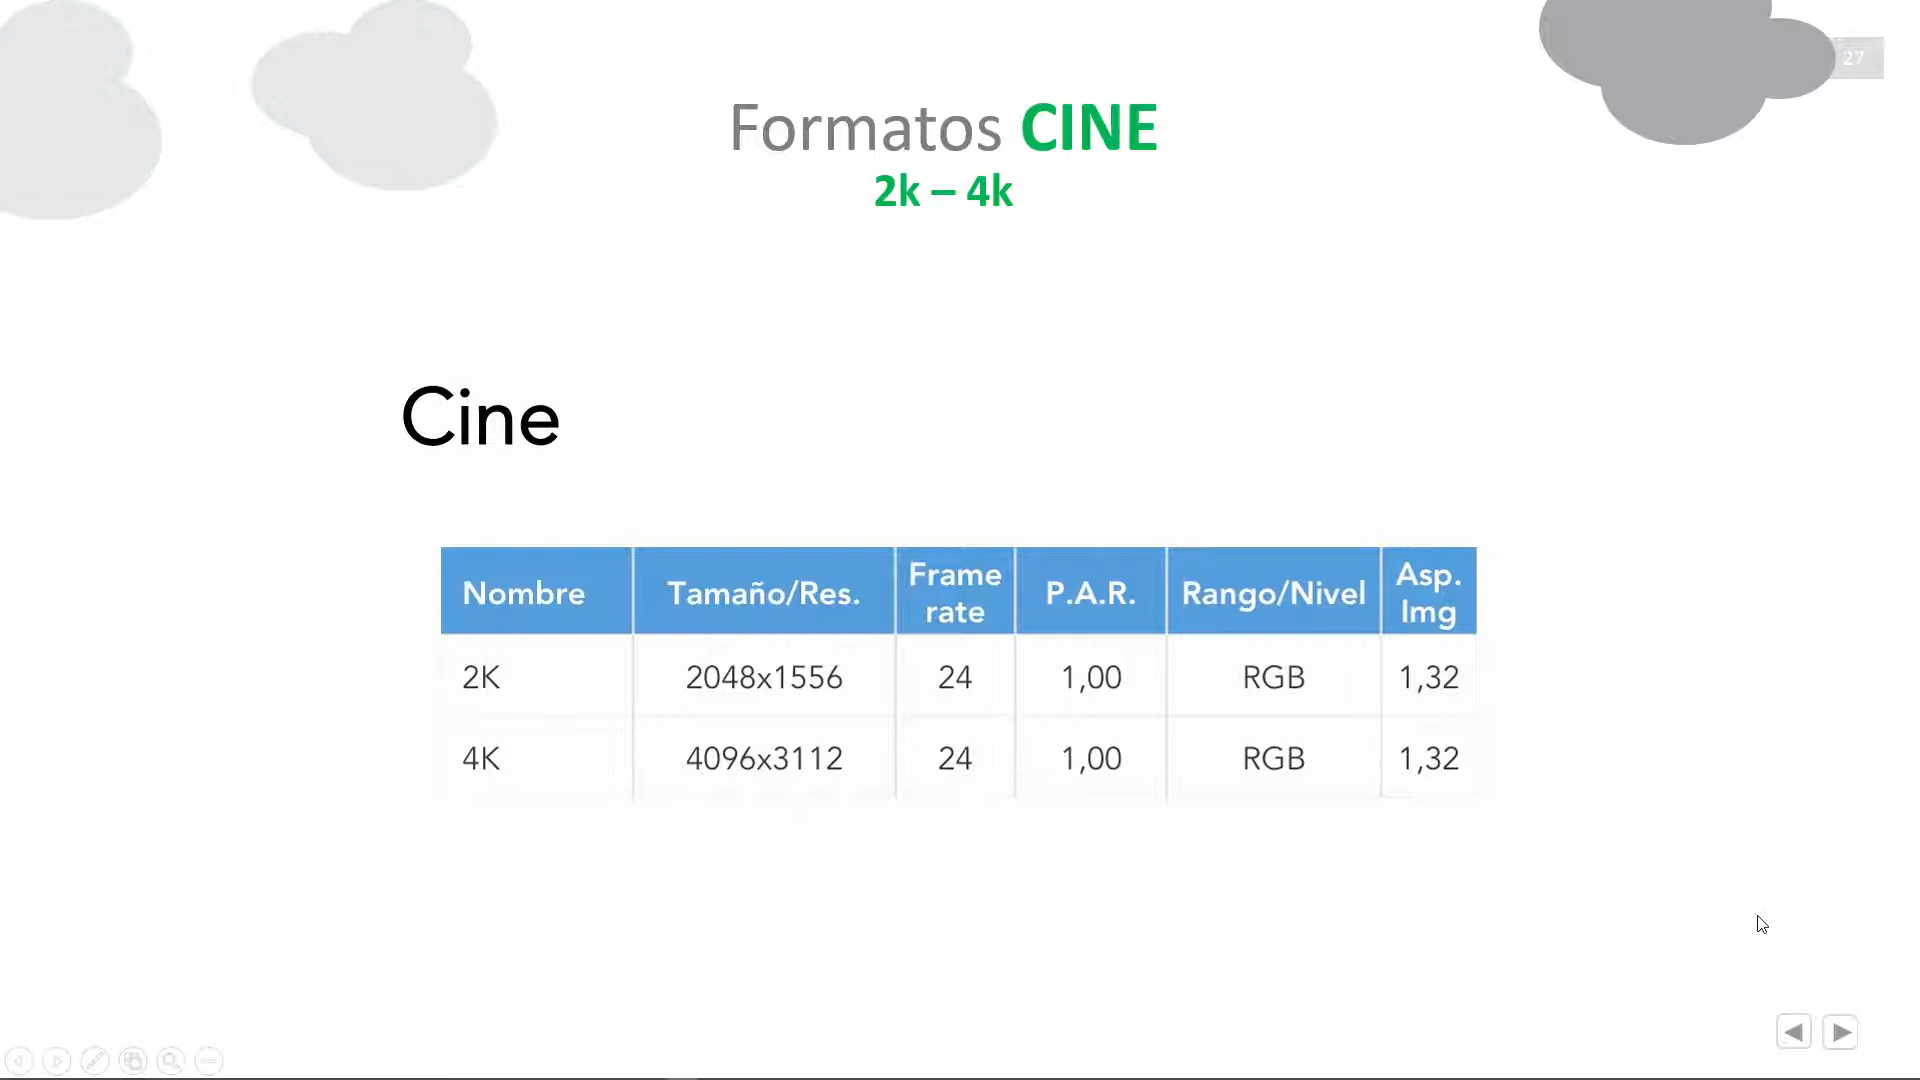 27
Formatos CINE
2k – 4k
Cine
Nombre Tamaño/Res. Frame rate P.A.R. Rango/Nivel Asp. Img
2K 2048x1556 24 1,00 RGB 1,32
4K 4096x3112 24 1,00 RGB 1,32